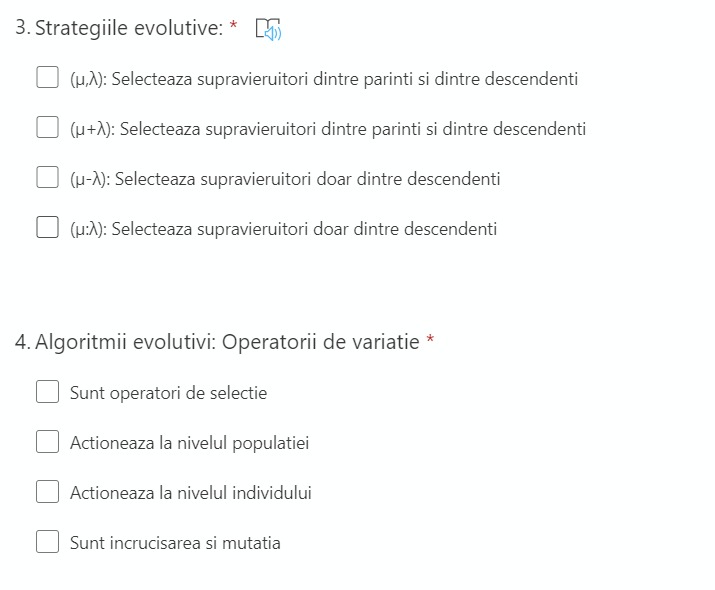 3. Strategiile evolutive: *
(μ,λ): Selecteaza supravieruitori dintre parinti si dintre descendenti
(μ+λ): Selecteaza supravieruitori dintre parinti si dintre descendenti
(μ-λ): Selecteaza supravieruitori doar dintre descendenti
(μ:λ): Selecteaza supravieruitori doar dintre descendenti
4. Algoritmii evolutivi: Operatorii de variatie *
Sunt operatori de selectie
Actioneaza la nivelul populatiei
Actioneaza la nivelul individului
Sunt incrucisarea si mutatia